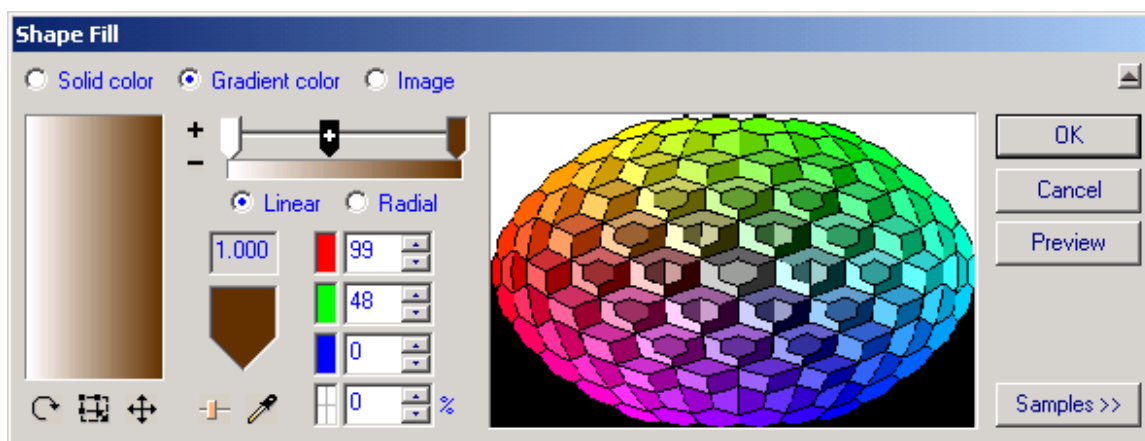 Shape Fill
Solid color Gradient color Image
+
−
Linear Radial
1.000
99
48
0
0 %
OK
Cancel
Preview
Samples >>